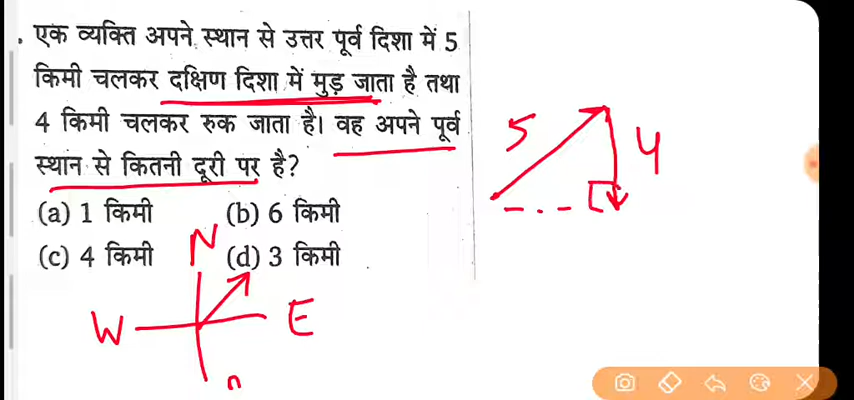 एक व्यक्ति अपने स्थान से उत्तर पूर्व दिशा में 5
किमी चलकर दक्षिण दिशा में मुड़ जाता है तथा
4 किमी चलकर रुक जाता है। वह अपने पूर्व
स्थान से कितनी दूरी पर है?
(a) 1 किमी (b) 6 किमी
(c) 4 किमी (d) 3 किमी
5
4
N
W E